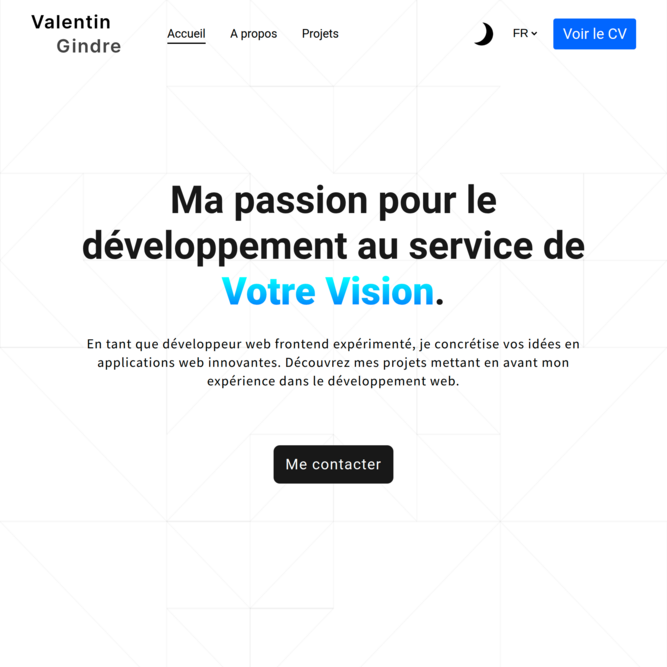 Valentin
Gindre
Accueil
A propos
Projets
FR
Voir le CV
Ma passion pour le
développement au service de
Votre Vision.
En tant que développeur web frontend expérimenté, je concrétise vos idées en
applications web innovantes. Découvrez mes projets mettant en avant mon
expérience dans le développement web.
Me contacter